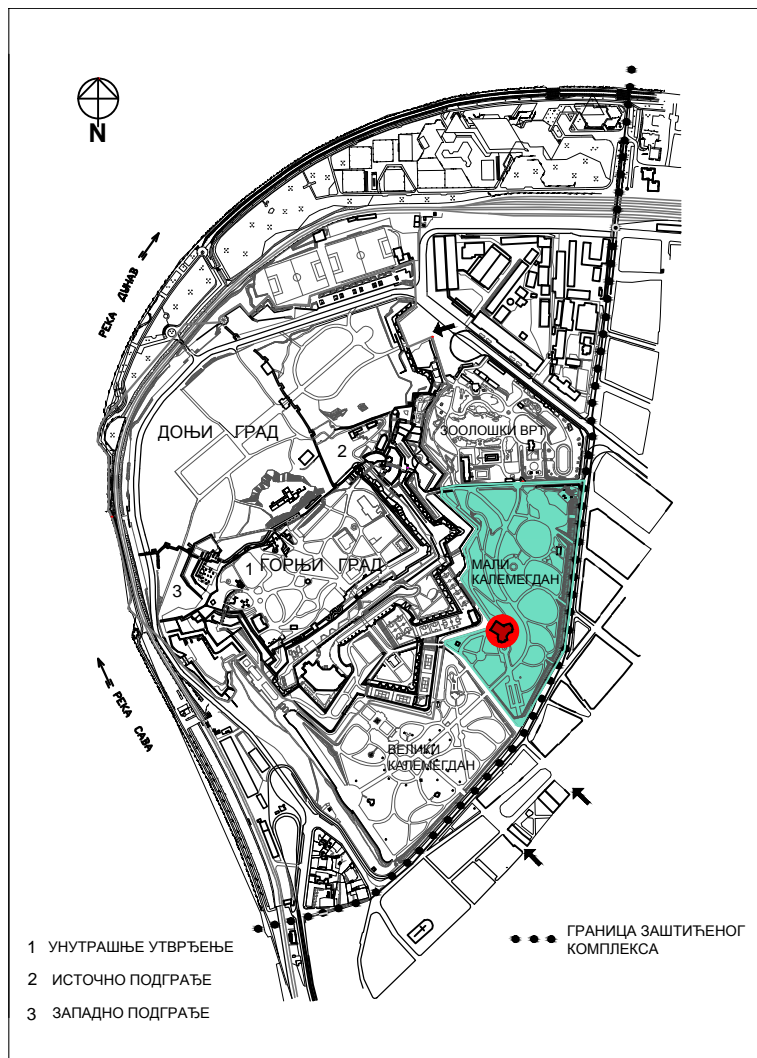 N
РЕКА ДУНАВ
ДОЊИ ГРАД
2
ЗООЛОШКИ ВРТ
1
ГОРЊИ ГРАД
3
МАЛИ
КАЛЕМЕГДАН
РЕКА САВА
ВЕЛИКИ
КАЛЕМЕГДАН
1 УНУТРАШЊЕ УТВРЂЕЊЕ
2 ИСТОЧНО ПОДГРАЂЕ
3 ЗАПАДНО ПОДГРАЂЕ
ГРАНИЦА ЗАШТИЋЕНОГ
КОМПЛЕКСА